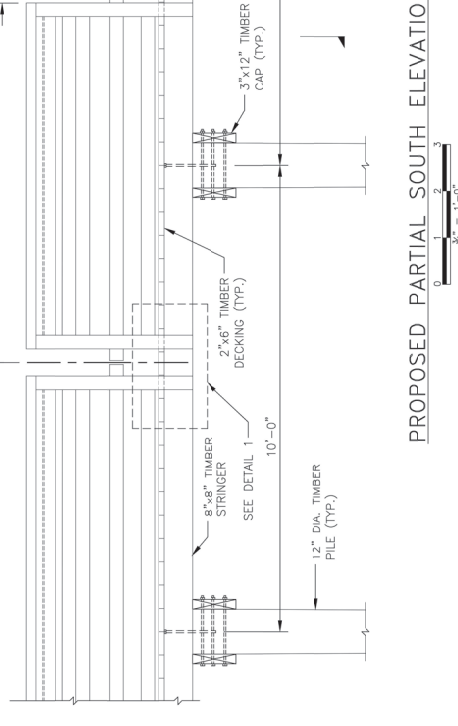 3"x12" TIMBER
CAP (TYP.)
2"x6" TIMBER
DECKING (TYP.)
8"x8" TIMBER
STRINGER
SEE DETAIL 1
10'-0"
12" DIA. TIMBER
PILE (TYP.)
PROPOSED PARTIAL SOUTH ELEVATIO
0 1 2 3